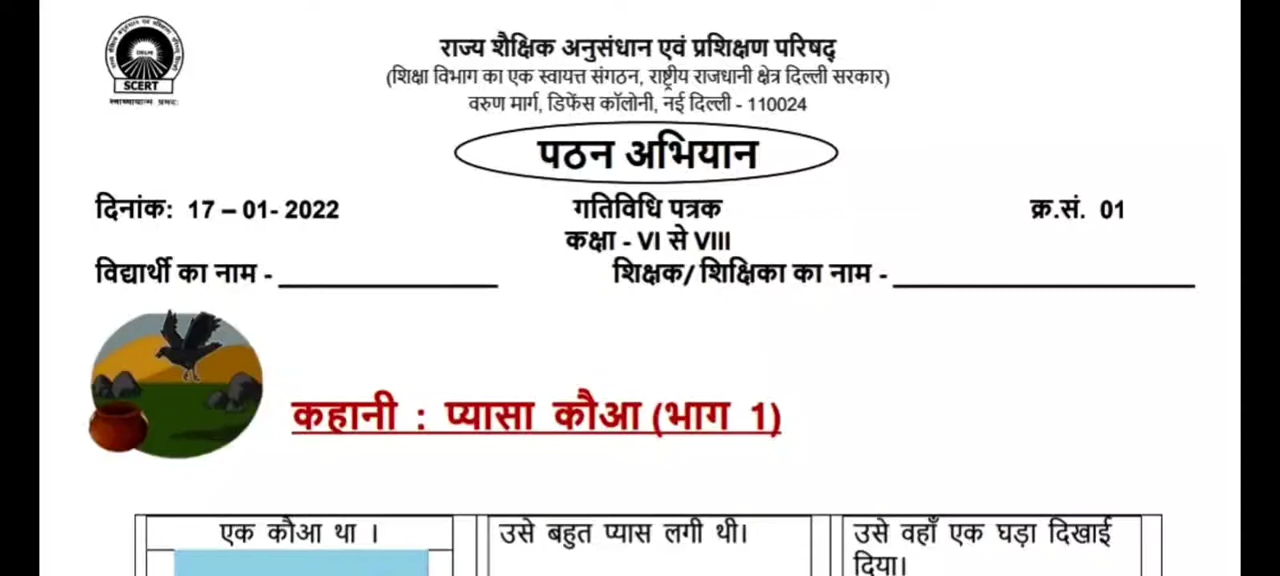 SCERT
राज्य शैक्षिक अनुसंधान एवं प्रशिक्षण परिषद्
(शिक्षा विभाग का एक स्वायत्त संगठन, राष्ट्रीय राजधानी क्षेत्र दिल्ली सरकार)
वरुण मार्ग, डिफेंस कॉलोनी, नई दिल्ली - 110024
पठन अभियान
दिनांक: 17 – 01- 2022 गतिविधि पत्रक क्र.सं. 01
कक्षा - VI से VIII
विद्यार्थी का नाम - शिक्षक/ शिक्षिका का नाम -
कहानी : प्यासा कौआ (भाग 1)
एक कौआ था ।
उसे बहुत प्यास लगी थी।
उसे वहाँ एक घड़ा दिखाई
दिया।